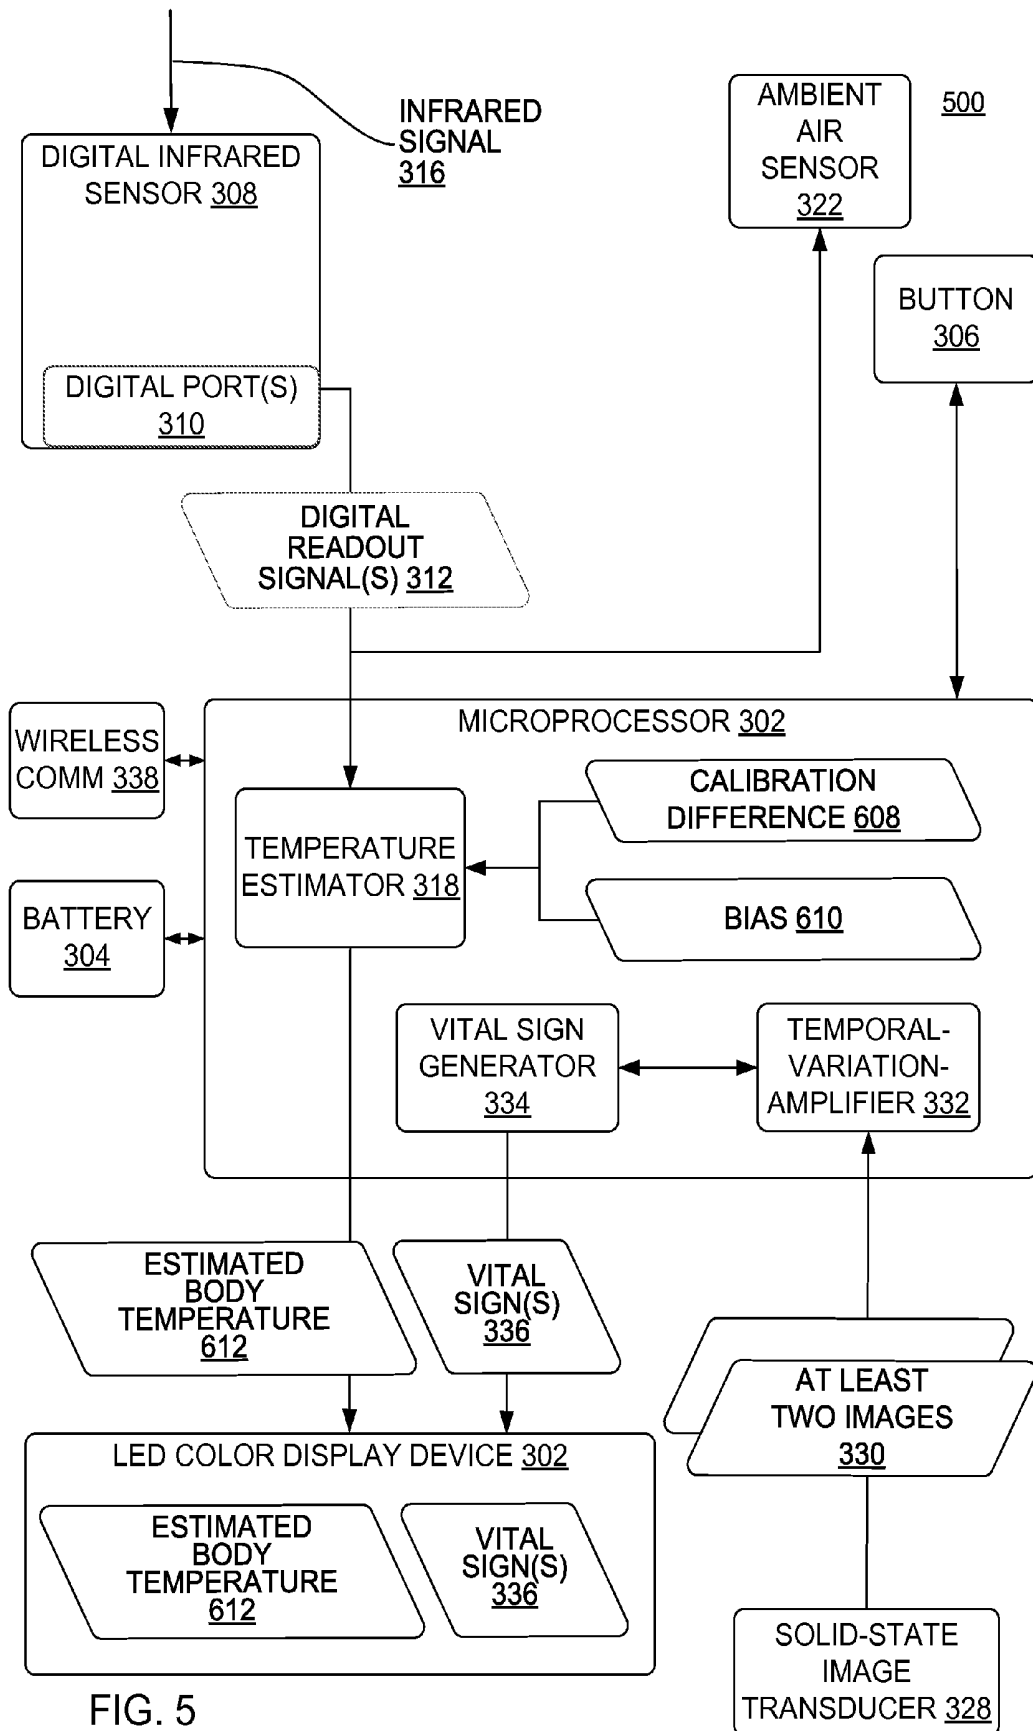 INFRARED
SIGNAL
316
DIGITAL INFRARED
SENSOR 308
DIGITAL PORT(S)
310
AMBIENT
AIR
SENSOR
322
500
BUTTON
306
DIGITAL
READOUT
SIGNAL(S) 312
MICROPROCESSOR 302
WIRELESS
COMM 338
BATTERY
304
TEMPERATURE
ESTIMATOR 318
CALIBRATION
DIFFERENCE 608
BIAS 610
VITAL SIGN
GENERATOR
334
TEMPORAL-
VARIATION-
AMPLIFIER 332
ESTIMATED
BODY
TEMPERATURE
612
VITAL
SIGN(S)
336
AT LEAST
TWO IMAGES
330
LED COLOR DISPLAY DEVICE 302
ESTIMATED
BODY
TEMPERATURE
612
VITAL
SIGN(S)
336
SOLID-STATE
IMAGE
TRANSDUCER 328
FIG. 5